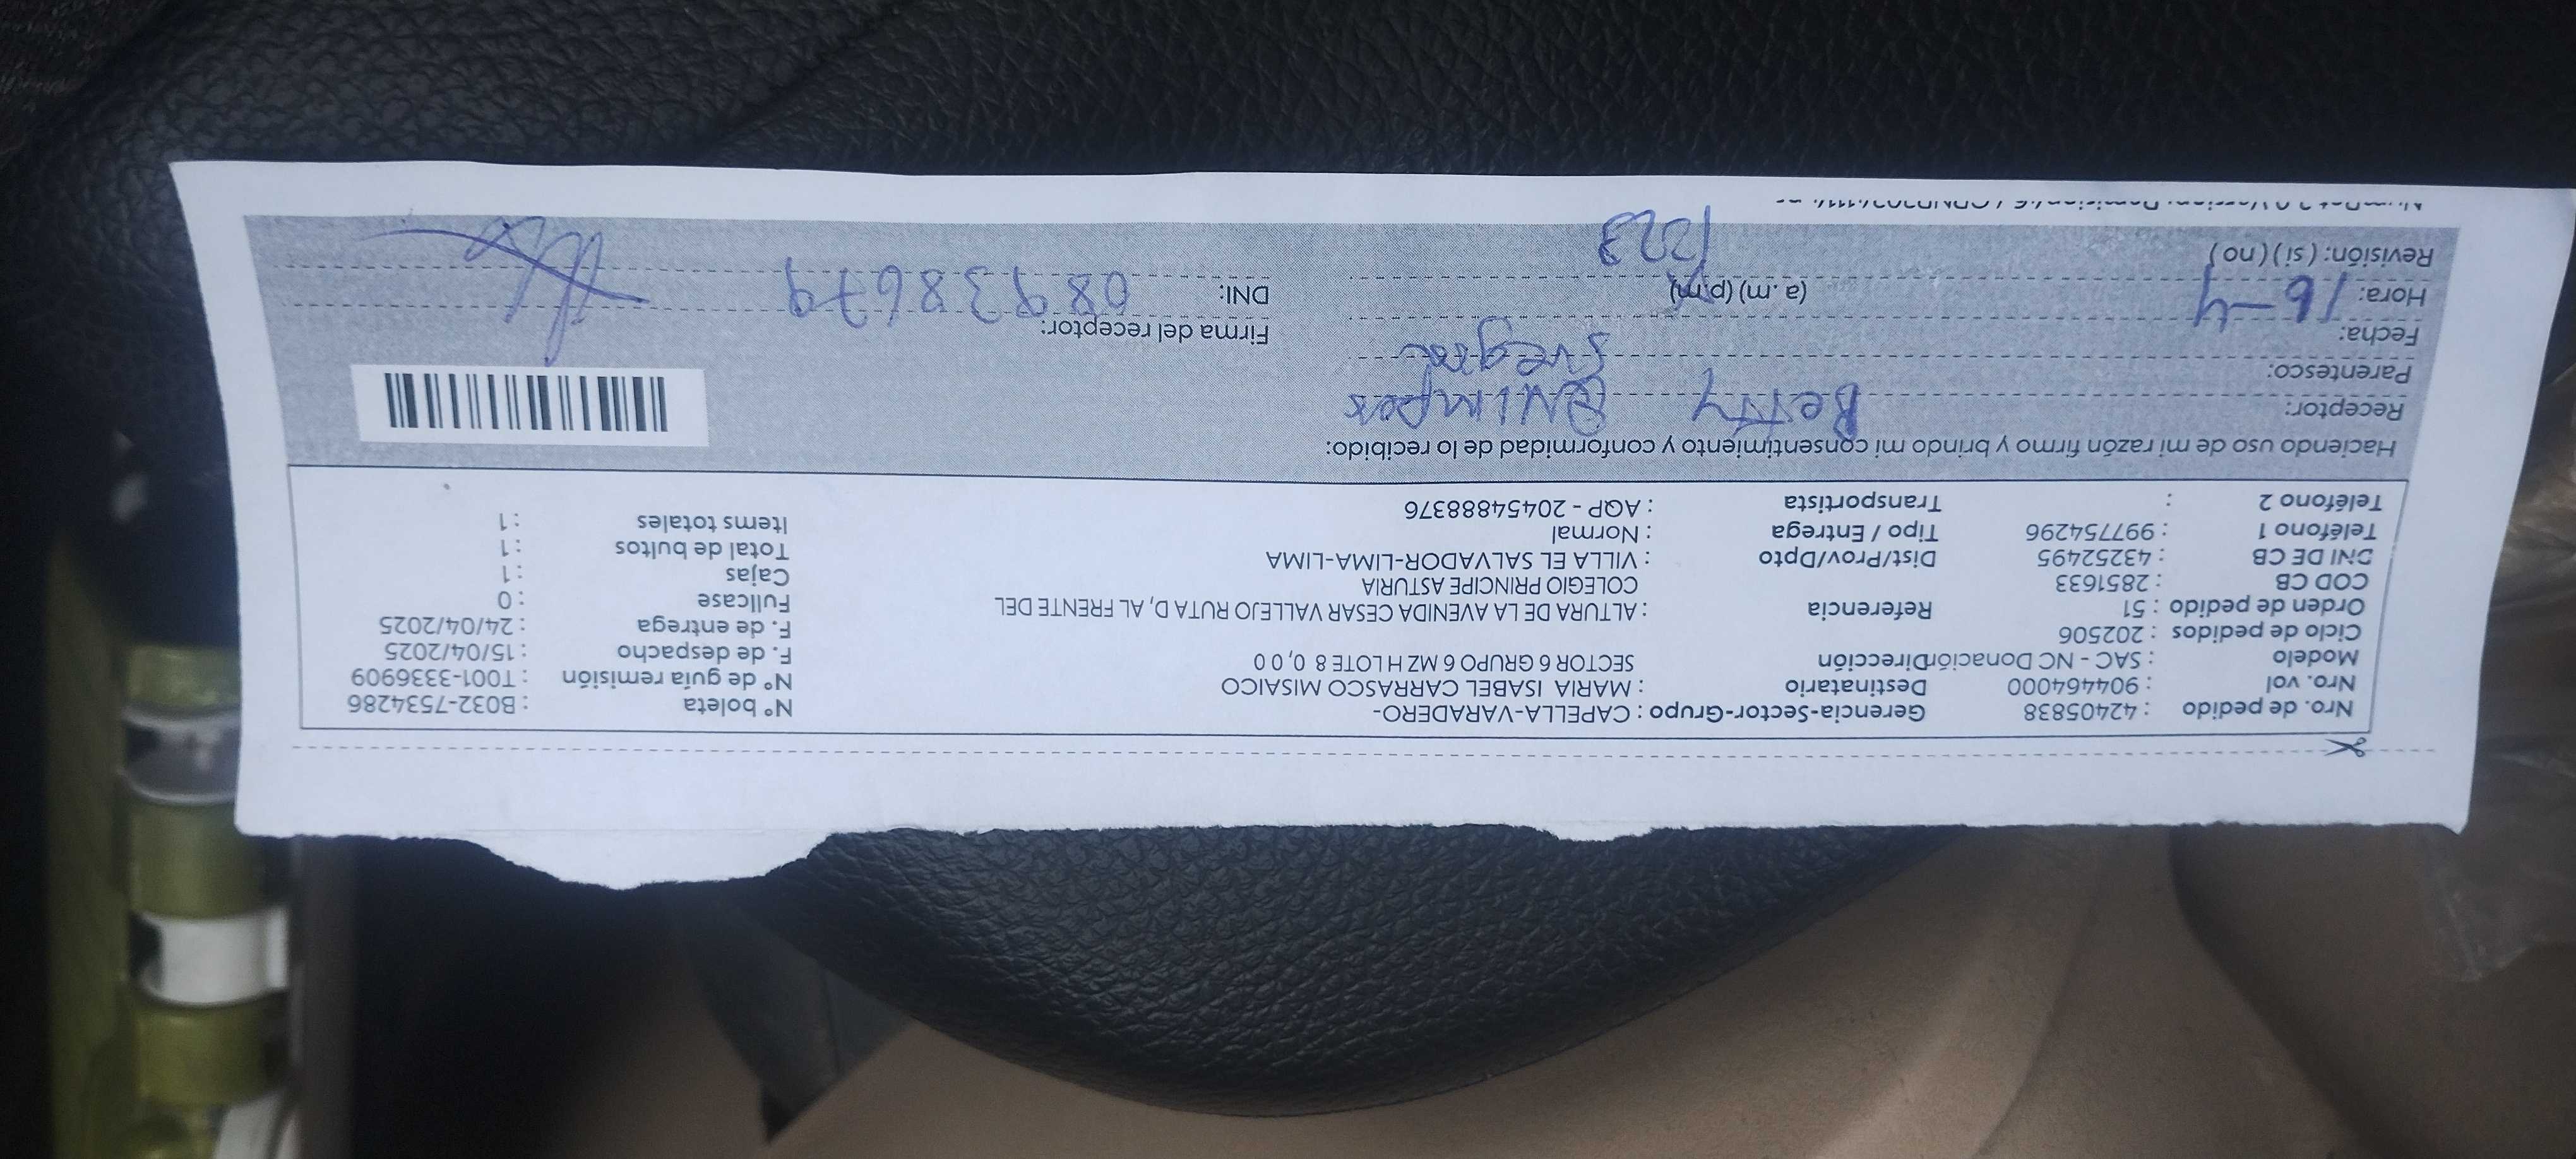 Nro. de pedido : 42405838 Gerencia-Sector-Grupo : CAPELLA-VARADERO- N° boleta : B032-7534286
Nro. vol : 904464000 Destinatario : MARIA ISABEL CARRASCO MISAICO N° de guía remisión : T001-3336909
Modelo : SAC - NC Donación Dirección SECTOR 6 GRUPO 6 MZ H LOTE 8 0,0 0 F. de despacho : 15/04/2025
Ciclo de pedidos : 202506 F. de entrega : 24/04/2025
Orden de pedido : 51 Referencia : ALTURA DE LA AVENIDA CESAR VALLEJO RUTA D, AL FRENTE DEL Fullcase : 0
COD CB : 2851633 COLEGIO PRINCIPE ASTURIA Cajas : 1
DNI DE CB : 43252495 Dist/Prov/Dpto : VILLA EL SALVADOR-LIMA-LIMA Total de bultos : 1
Teléfono 1 : 997754296 Tipo / Entrega : Normal Items totales : 1
Teléfono 2 : Transportista : AQP - 20454888376
Haciendo uso de mi razón firmo y brindo mi consentimiento y conformidad de lo recibido:
Receptor: Betty
Parentesco: suegra
Fecha: 16-4 Firma del receptor:
Hora: (a.m) (p.m) DNI: 08938679
Revisión: (si) (no) 1223